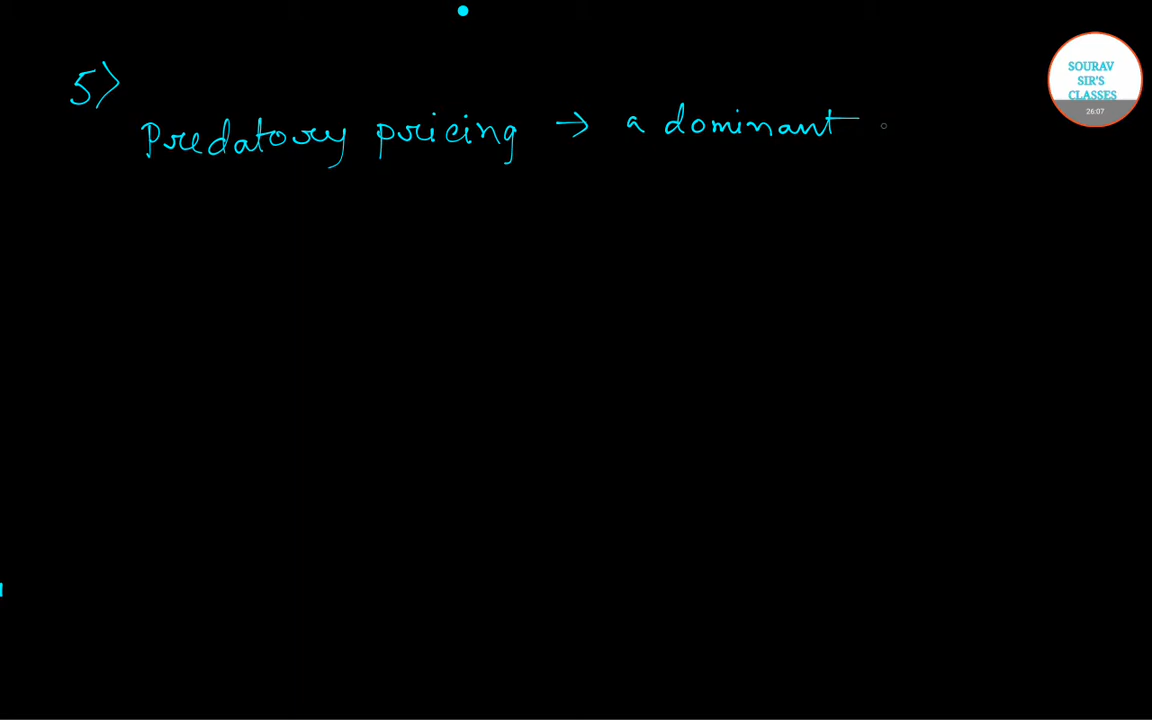 5)
Predatory pricing → a dominant
SOURAV
SIR'S
CLASSES
26:07